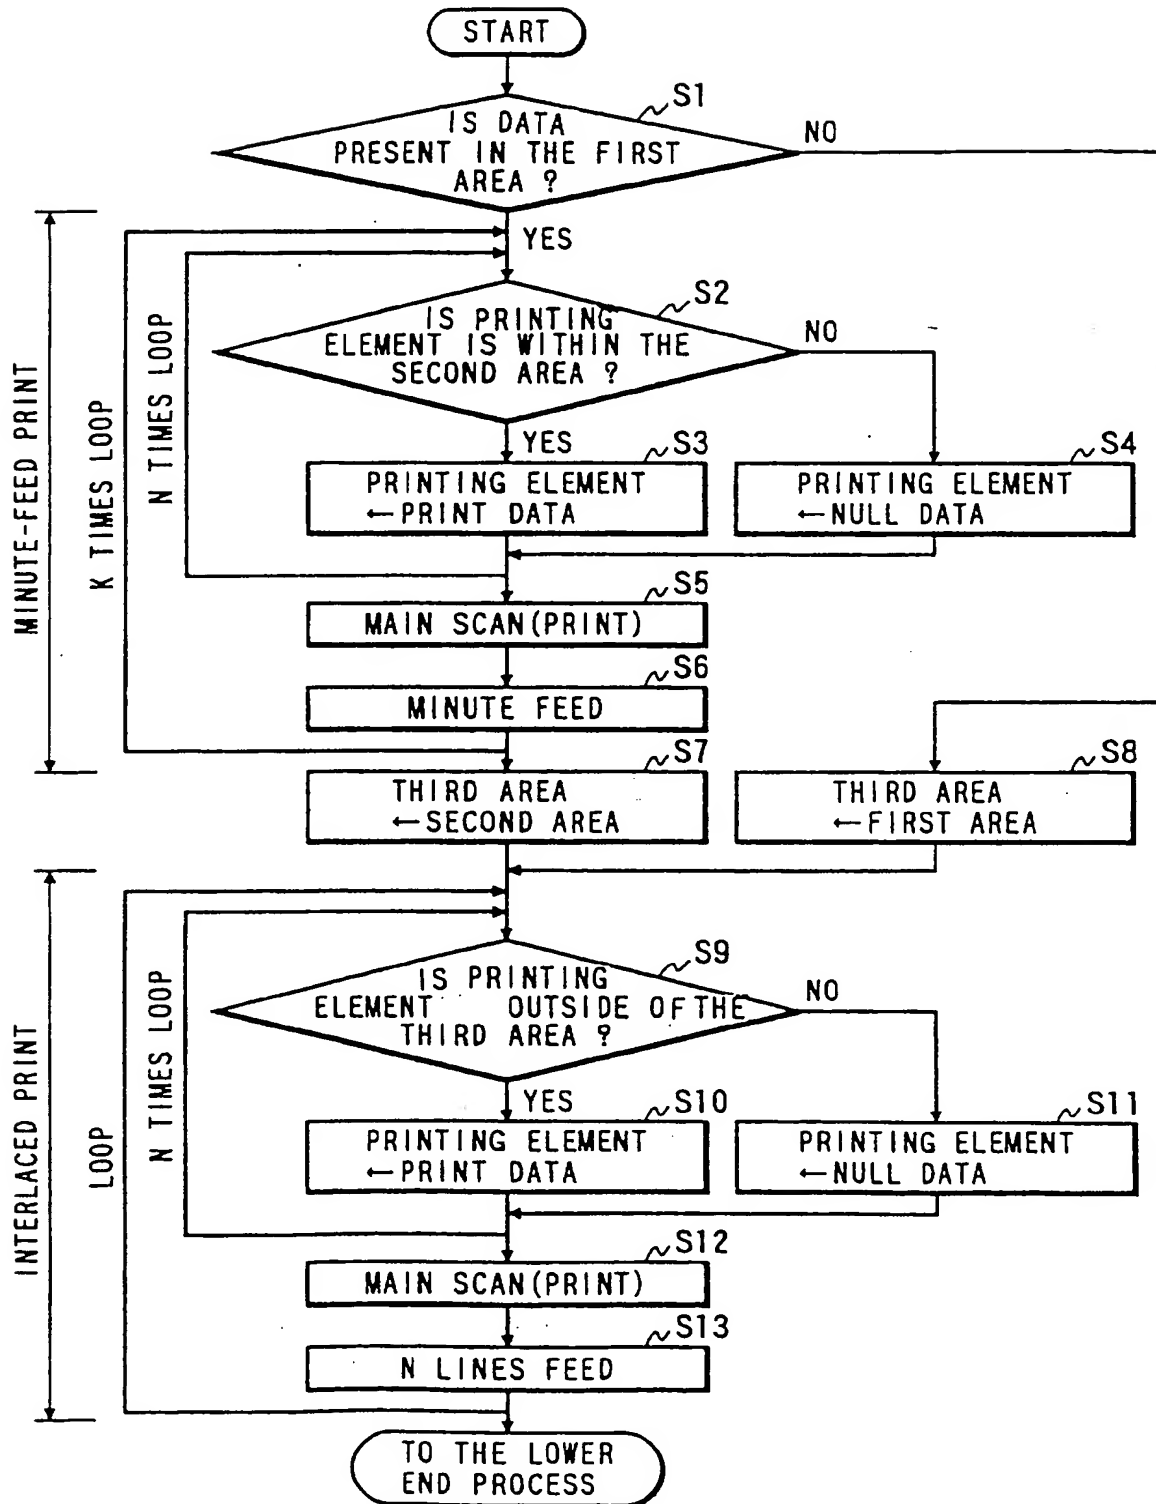 START
S1
IS DATA
PRESENT IN THE FIRST
AREA ?
NO
YES
S2
IS PRINTING
ELEMENT IS WITHIN THE
SECOND AREA ?
NO
YES
S3
PRINTING ELEMENT
←PRINT DATA
S4
PRINTING ELEMENT
←NULL DATA
S5
MAIN SCAN(PRINT)
S6
MINUTE FEED
MINUTE-FEED PRINT
K TIMES LOOP
N TIMES LOOP
S7
THIRD AREA
←SECOND AREA
S8
THIRD AREA
←FIRST AREA
S9
IS PRINTING
ELEMENT OUTSIDE OF THE
THIRD AREA ?
NO
YES
S10
PRINTING ELEMENT
←PRINT DATA
S11
PRINTING ELEMENT
←NULL DATA
S12
MAIN SCAN(PRINT)
S13
N LINES FEED
INTERLACED PRINT
LOOP
N TIMES LOOP
TO THE LOWER
END PROCESS